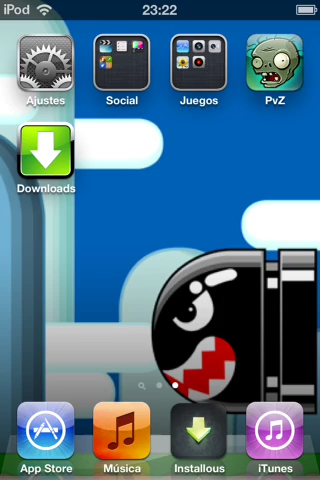 iPod 23:22
Ajustes Social Juegos PvZ
Downloads
App Store Música Installous iTunes